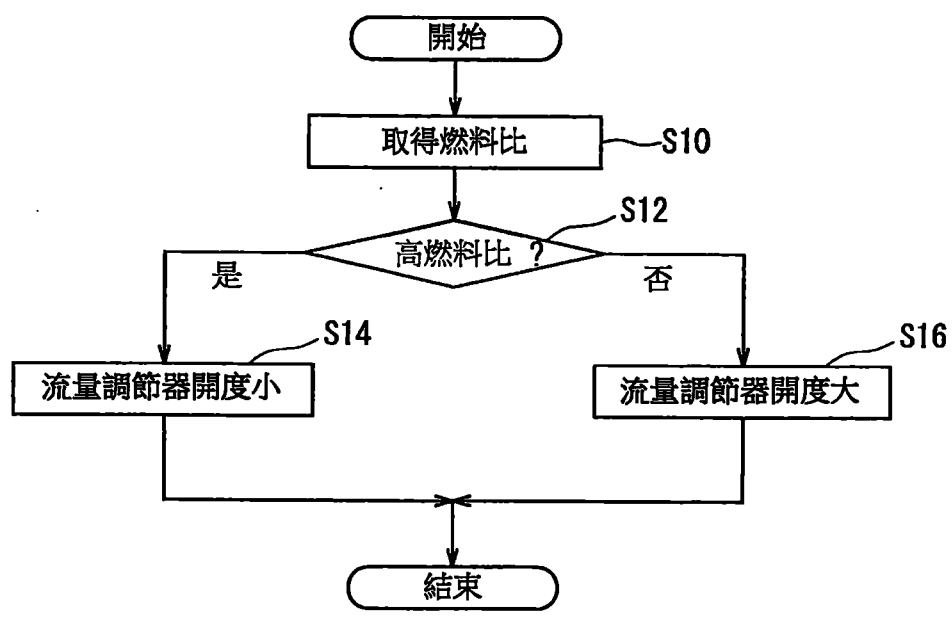 開始
取得燃料比
S10
S12
高燃料比 ?
是
否
S14
S16
流量調節器開度小
流量調節器開度大
結束